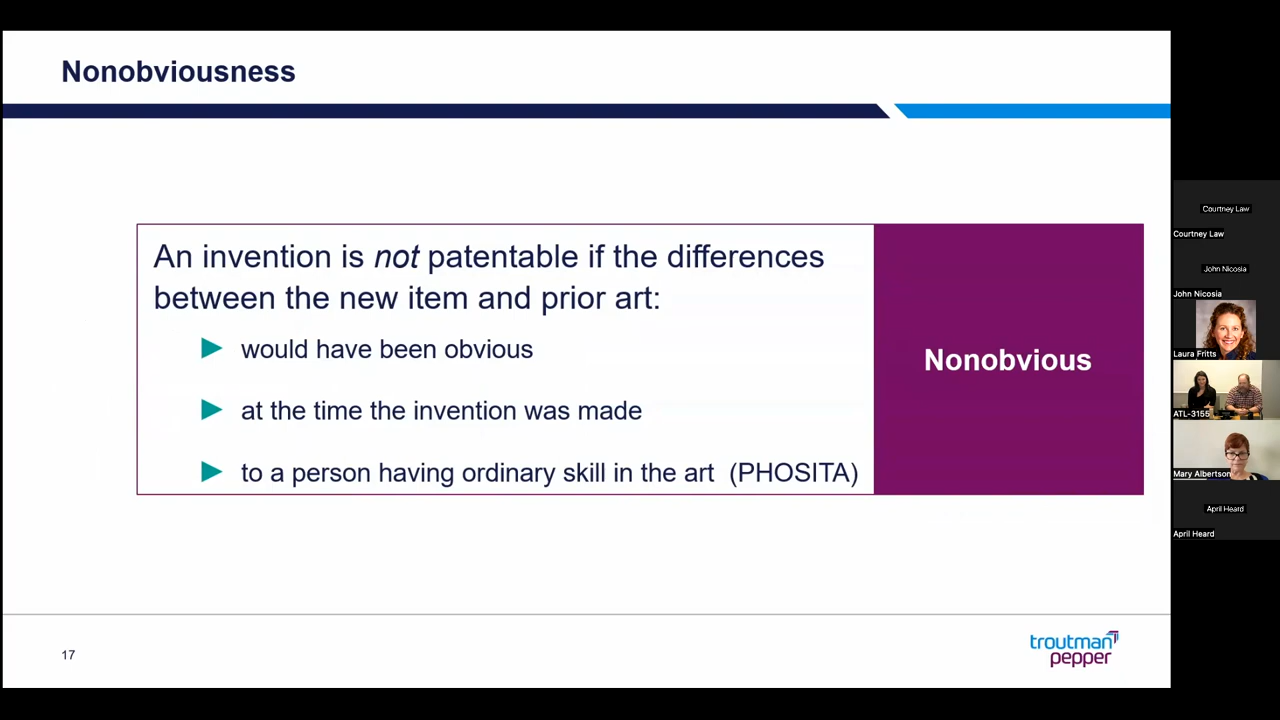 Nonobviousness
An invention is not patentable if the differences
between the new item and prior art:
would have been obvious
at the time the invention was made
to a person having ordinary skill in the art (PHOSITA)
Nonobvious
17
troutman
pepper
Courtney Law
Courtney Law
John Nicosia
John Nicosia
Laura Fritts
ATL-3155
Mary Albertson
April Heard
April Heard